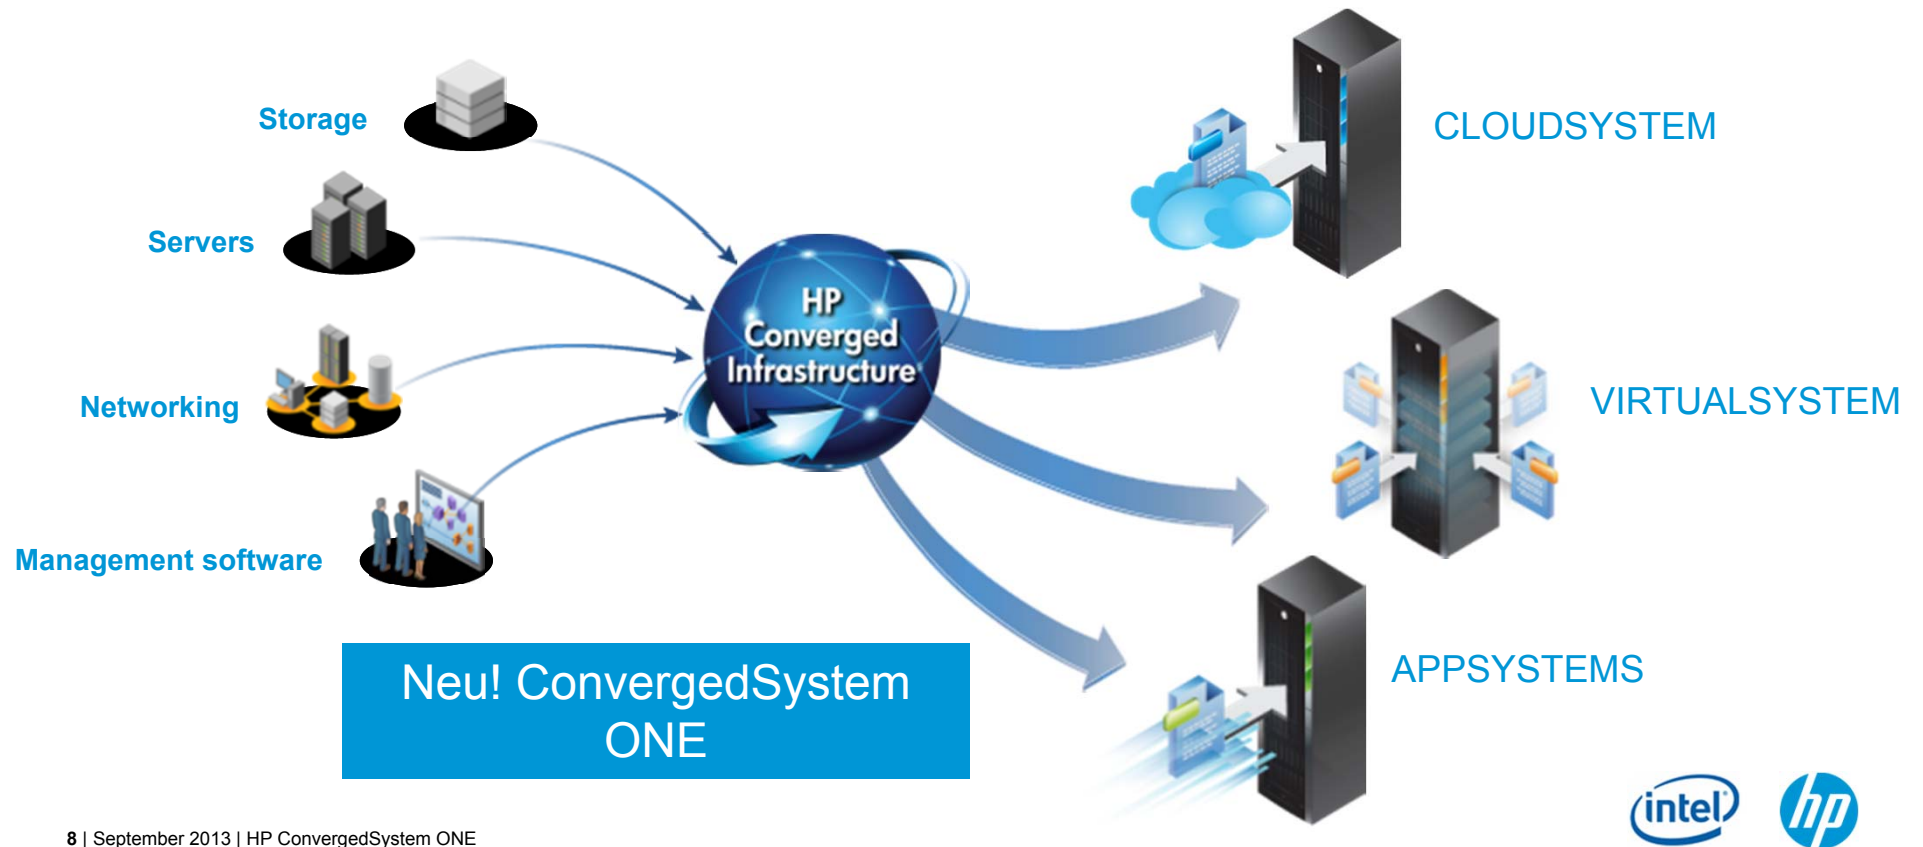 Storage
Servers
Networking
Management software
HP
Converged
Infrastructure
CLOUDSYSTEM
VIRTUALSYSTEM
APPSYSTEMS
Neu! ConvergedSystem
ONE
8 | September 2013 | HP ConvergedSystem ONE
intel
hp